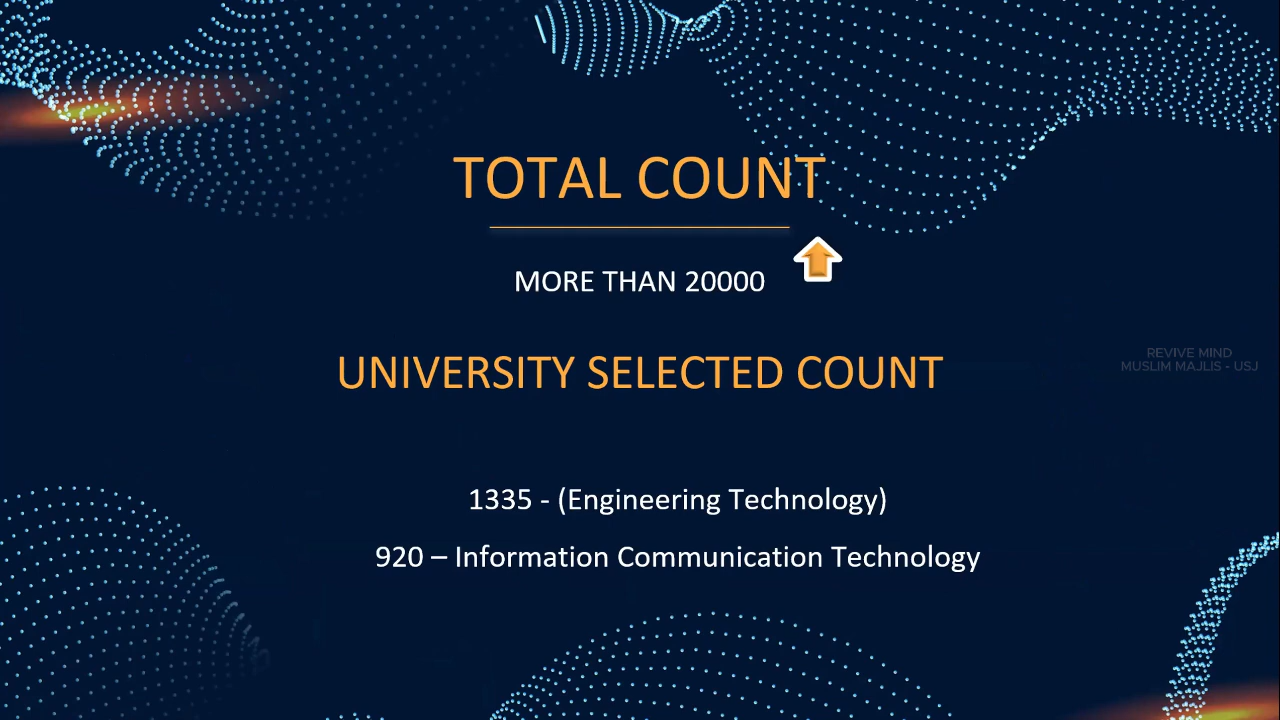 TOTAL COUNT
MORE THAN 20000
UNIVERSITY SELECTED COUNT
REVIVE MIND
MUSLIM MAJLIS - USJ
1335 - (Engineering Technology)
920 – Information Communication Technology